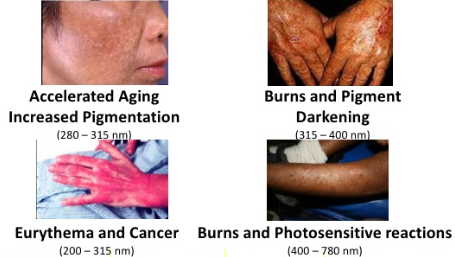 Accelerated Aging
Increased Pigmentation
(280 – 315 nm)
Burns and Pigment
Darkening
(315 – 400 nm)
Eurythema and Cancer
(200 – 315 nm)
Burns and Photosensitive reactions
(400 – 780 nm)